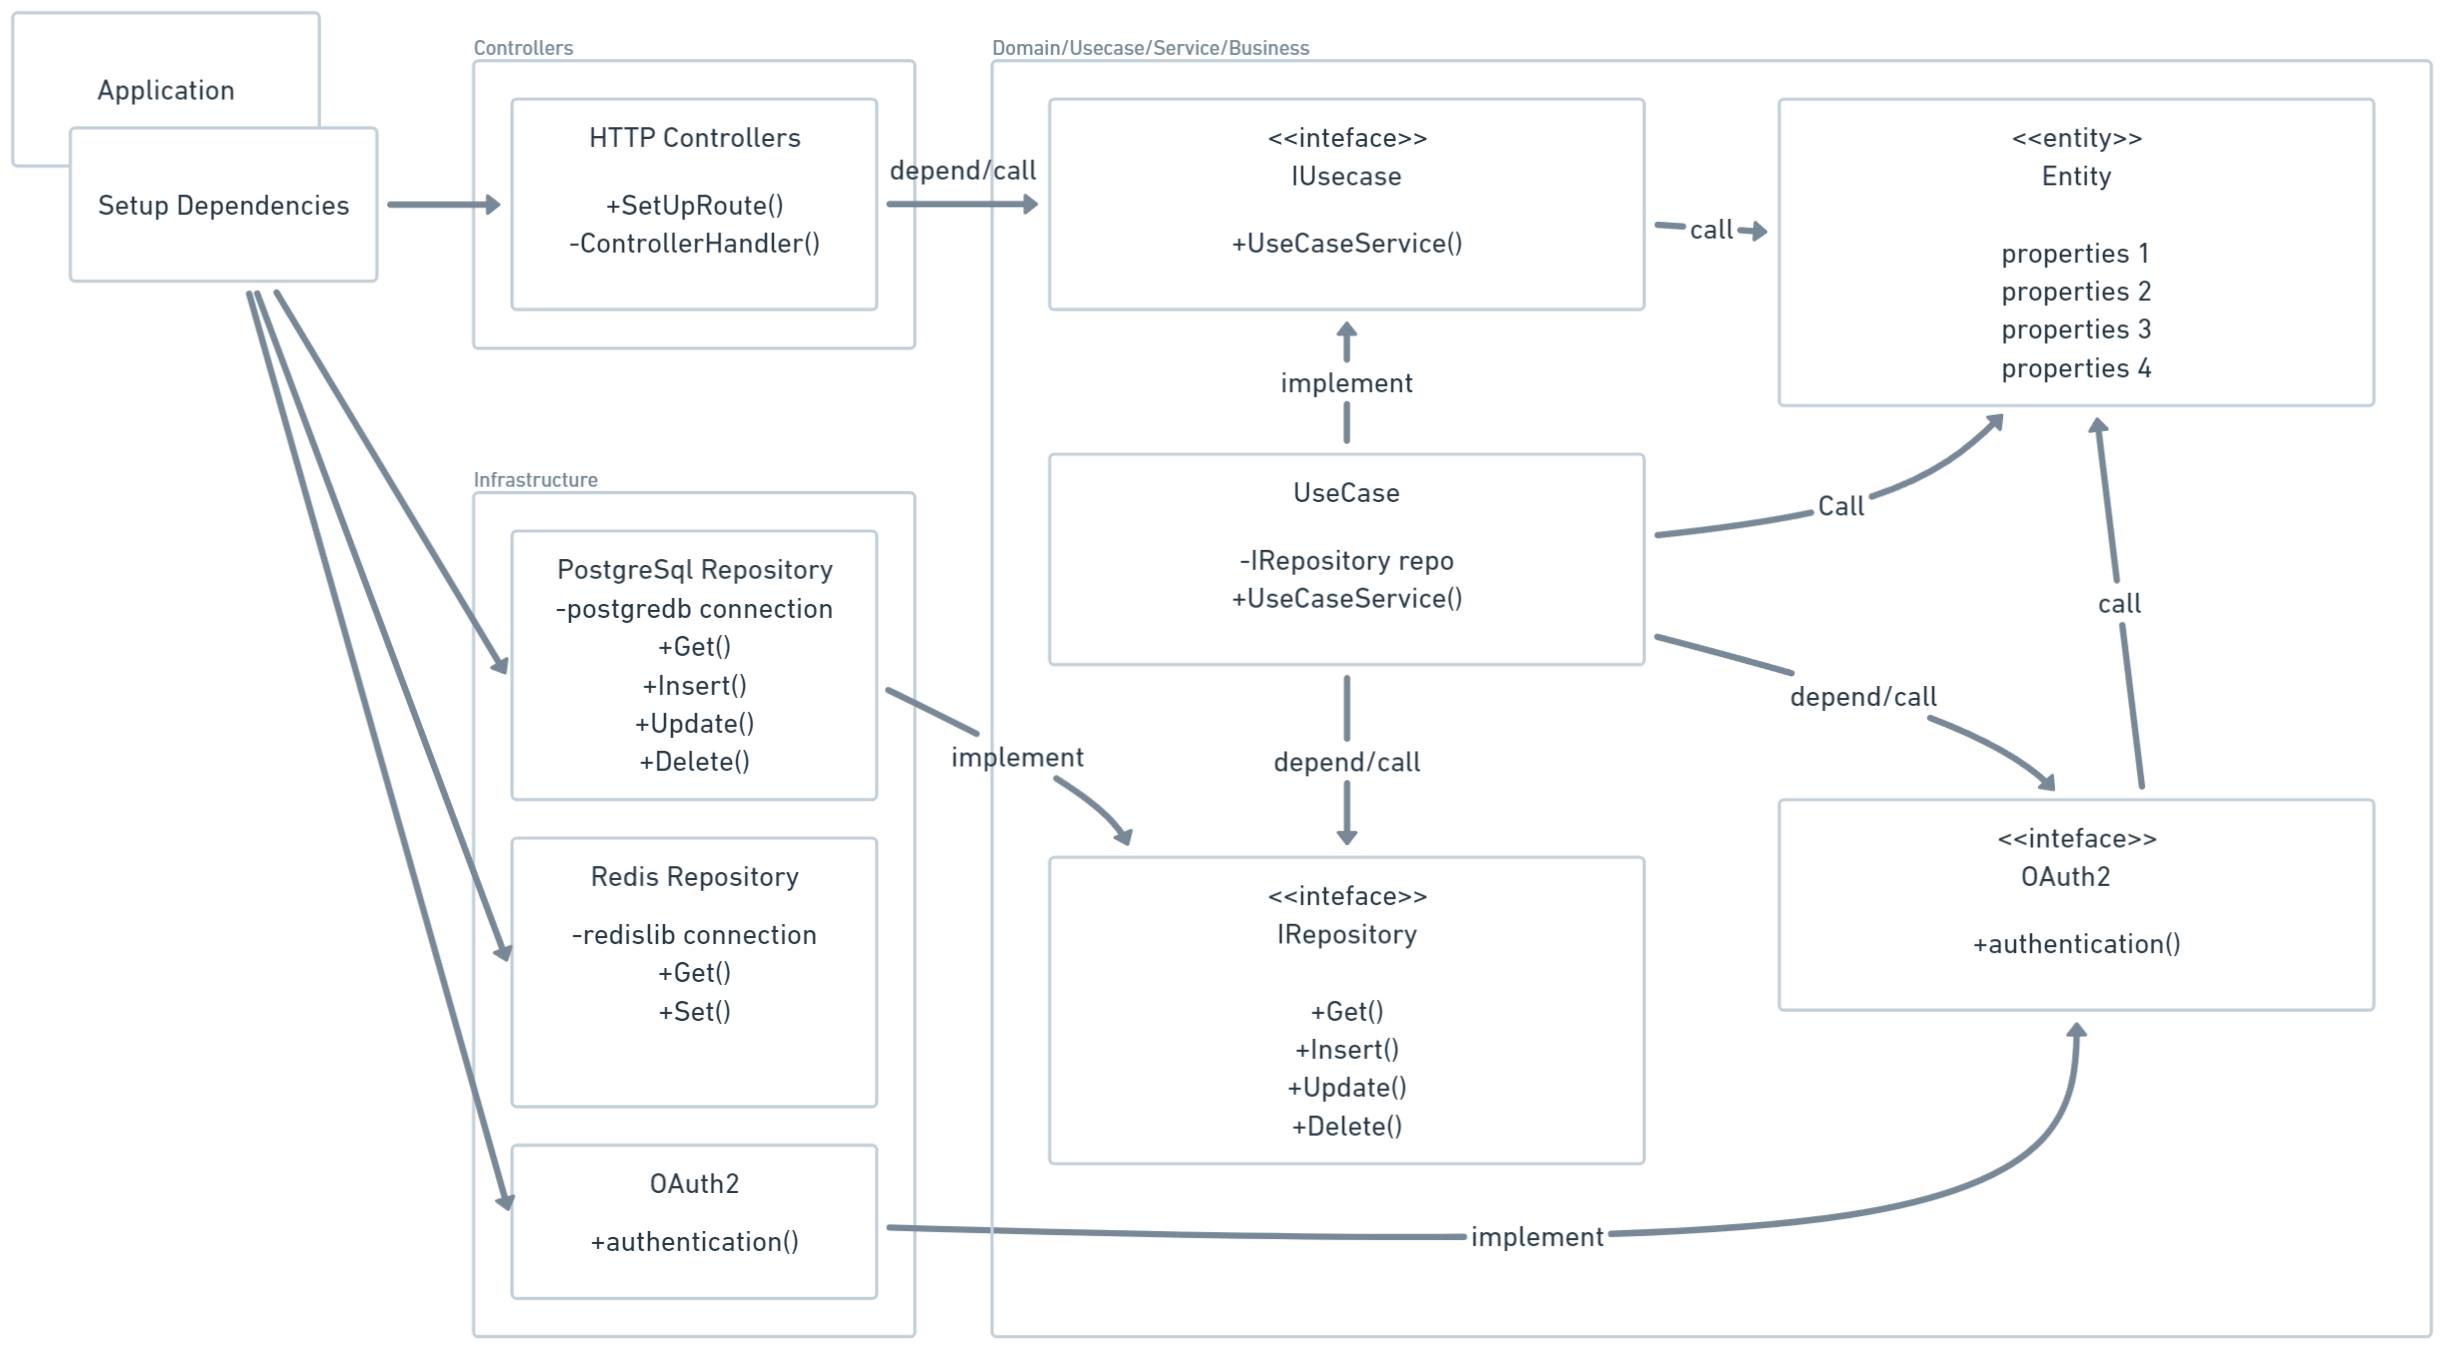 Application
Setup Dependencies
Controllers
HTTP Controllers
+SetUpRoute()
-ControllerHandler()
depend/call
Domain/Usecase/Service/Business
<<inteface>>
IUsecase
+UseCaseService()
call
<<entity>>
Entity
properties 1
properties 2
properties 3
properties 4
implement
UseCase
-IRepository repo
+UseCaseService()
Call
call
depend/call
depend/call
Infrastructure
PostgreSql Repository
-postgredb connection
+Get()
+Insert()
+Update()
+Delete()
implement
Redis Repository
-redislib connection
+Get()
+Set()
<<inteface>>
IRepository
+Get()
+Insert()
+Update()
+Delete()
<<inteface>>
OAuth2
+authentication()
OAuth2
+authentication()
implement